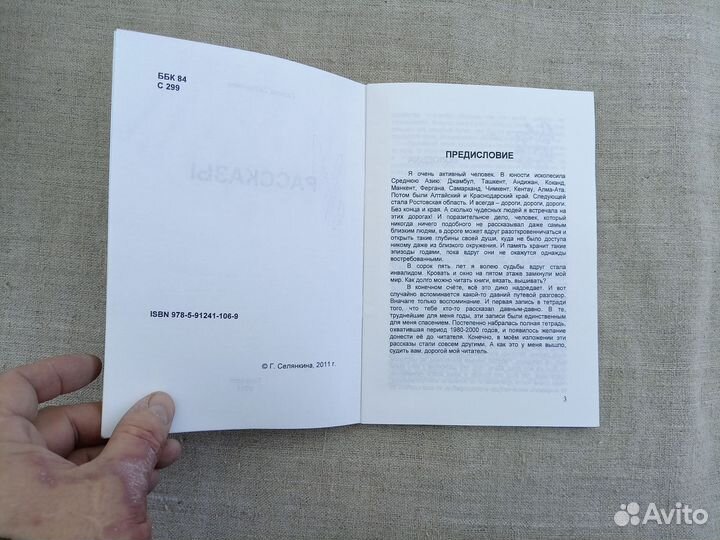 ББК 84
С 299
РАССКАЗЫ
ISBN 978-5-91241-106-9
© Г. Селянкина, 2011 г.
ПРЕДИСЛОВИЕ
Я очень активный человек. В юности исколесила
Среднюю Азию: Джамбул, Ташкент, Андижан, Коканд,
Манкент, Фергана, Самарканд, Чимкент, Кентау, Алма-Ата.
Потом были Алтайский и Краснодарский край. Следующей
стала Ростовская область. И всегда – дороги, дороги, дороги.
Без конца и края. А сколько чудесных людей я встречала на
этих дорогах! И поразительное дело, человек, который
никогда ничего подобного не рассказывал даже самым
близким людям, в дороге может вдруг разоткровенничаться и
открыть такие глубины своей души, куда не было доступа
никому даже из близкого окружения. И память хранит такие
эпизоды годами, пока вдруг они не окажутся однажды
востребованными.
В сорок пять лет я волею судьбы вдруг стала
инвалидом. Кровать и окно на пятом этаже замкнули мой
мир. Как долго можно читать книги, вязать, вышивать?
В конечном счёте, всё это дико надоедает. И вот
случайно вспоминается какой-то давний путевой разговор.
Вначале только воспоминание. И первая запись в тетради
того, что тебе кто-то рассказал давным-давно. В те,
труднейшие для меня годы, эти записи были единственным
для меня спасением. Постепенно набралась полная тетрадь,
охватившая период 1980-2000 годов, и появилось желание
донести её до читателя. Конечно, в моём изложении эти
рассказы стали совсем другими. А как это у меня вышло,
судить вам, дорогой мой читатель.
3
Avito